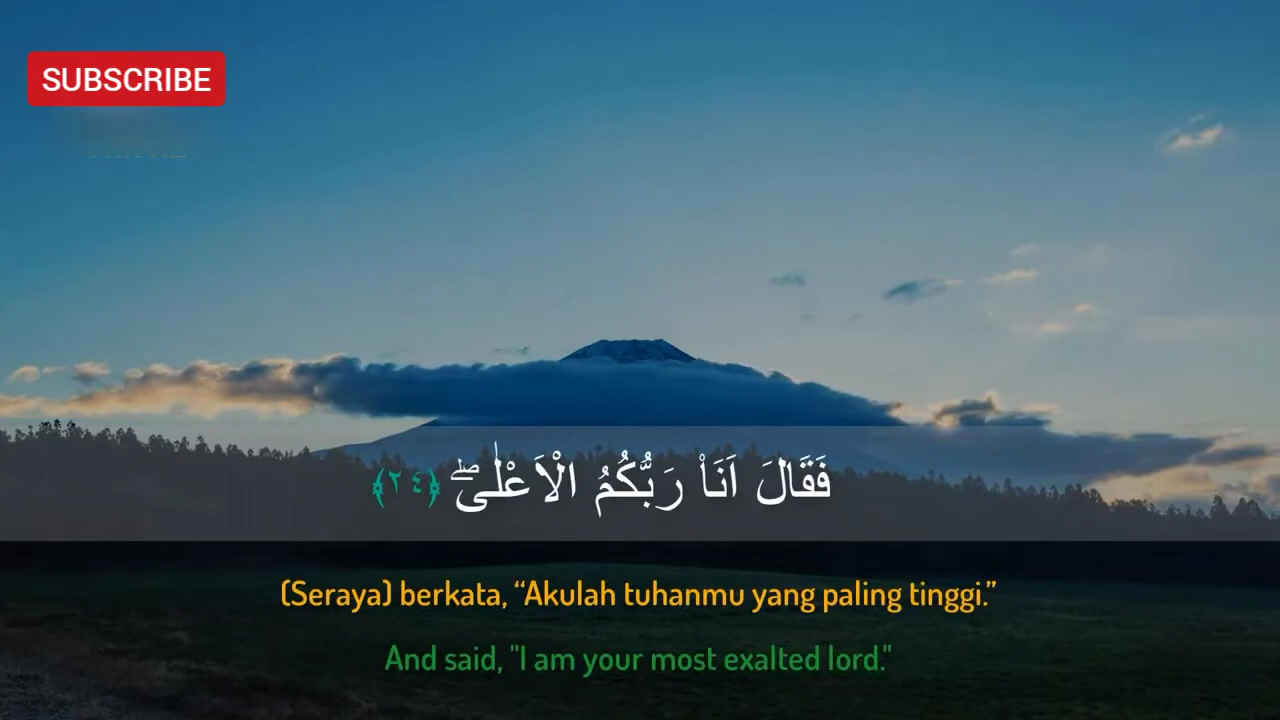 SUBSCRIBE
فَقَالَ اَنَا۠ رَبُّكُمُ الْاَعْلٰىۖ ﴿٢٤﴾
(Seraya) berkata, “Akulah tuhanmu yang paling tinggi.”
And said, "I am your most exalted lord."